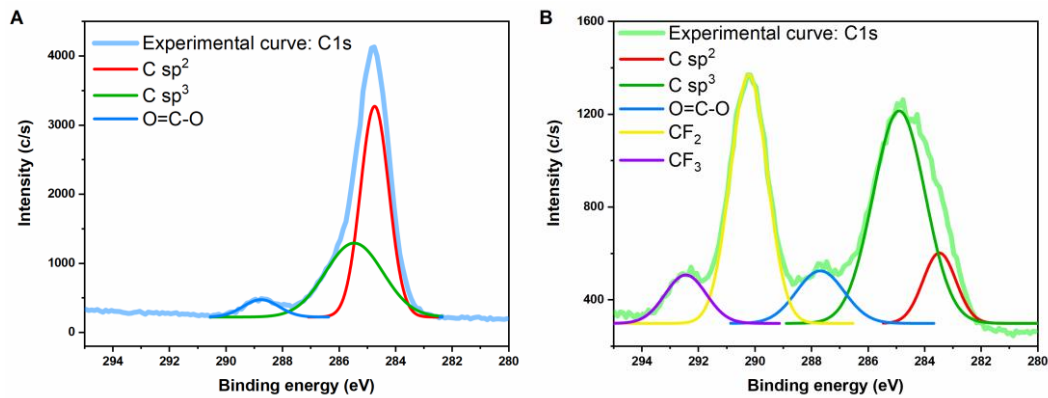 A
Experimental curve: C1s
C sp²
C sp³
O=C-O
Intensity (c/s)
4000
3000
2000
1000
0
294
292
290
288
286
284
282
280
Binding energy (eV)
B
Experimental curve: C1s
C sp²
C sp³
O=C-O
CF₂
CF₃
Intensity (c/s)
1600
1200
800
400
294
292
290
288
286
284
282
280
Binding energy (eV)